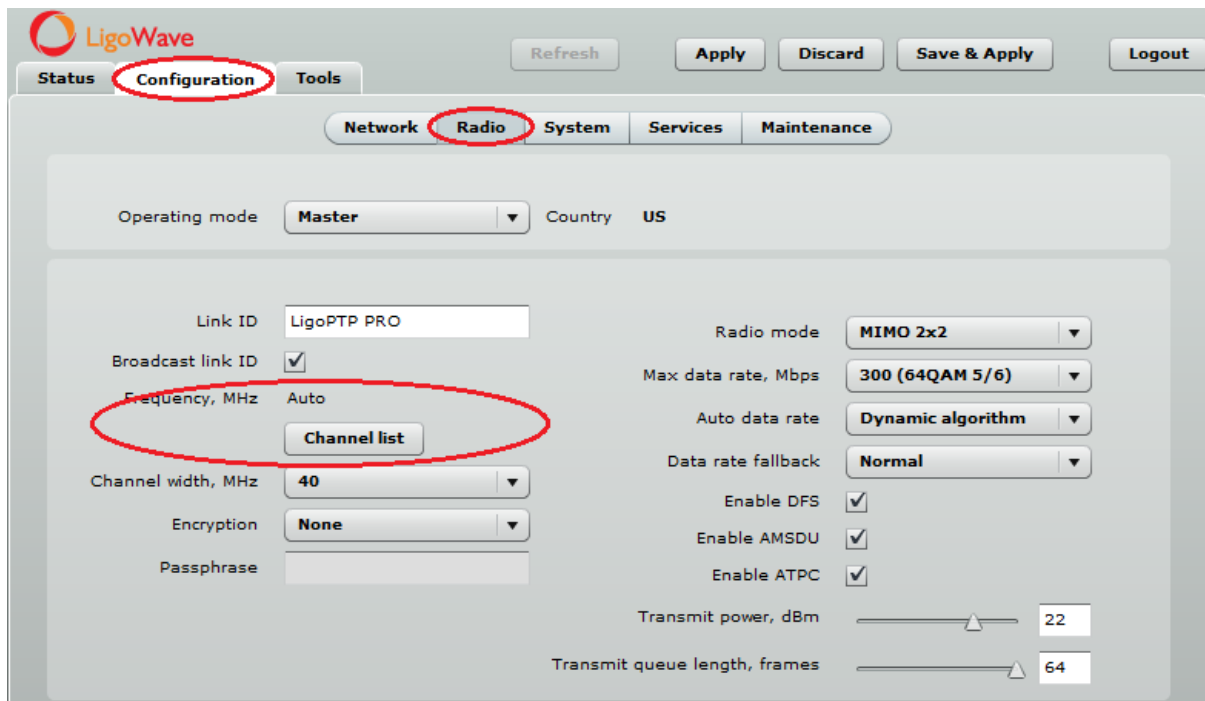 LigoWave
Refresh Apply Discard Save & Apply Logout
Status Configuration Tools
Network Radio System Services Maintenance
Operating mode Master Country US
Link ID LigoPTP PRO
Broadcast link ID
Frequency, MHz Auto
Channel list
Channel width, MHz 40
Encryption None
Passphrase
Radio mode MIMO 2x2
Max data rate, Mbps 300 (64QAM 5/6)
Auto data rate Dynamic algorithm
Data rate fallback Normal
Enable DFS
Enable AMSDU
Enable ATPC
Transmit power, dBm 22
Transmit queue length, frames 64